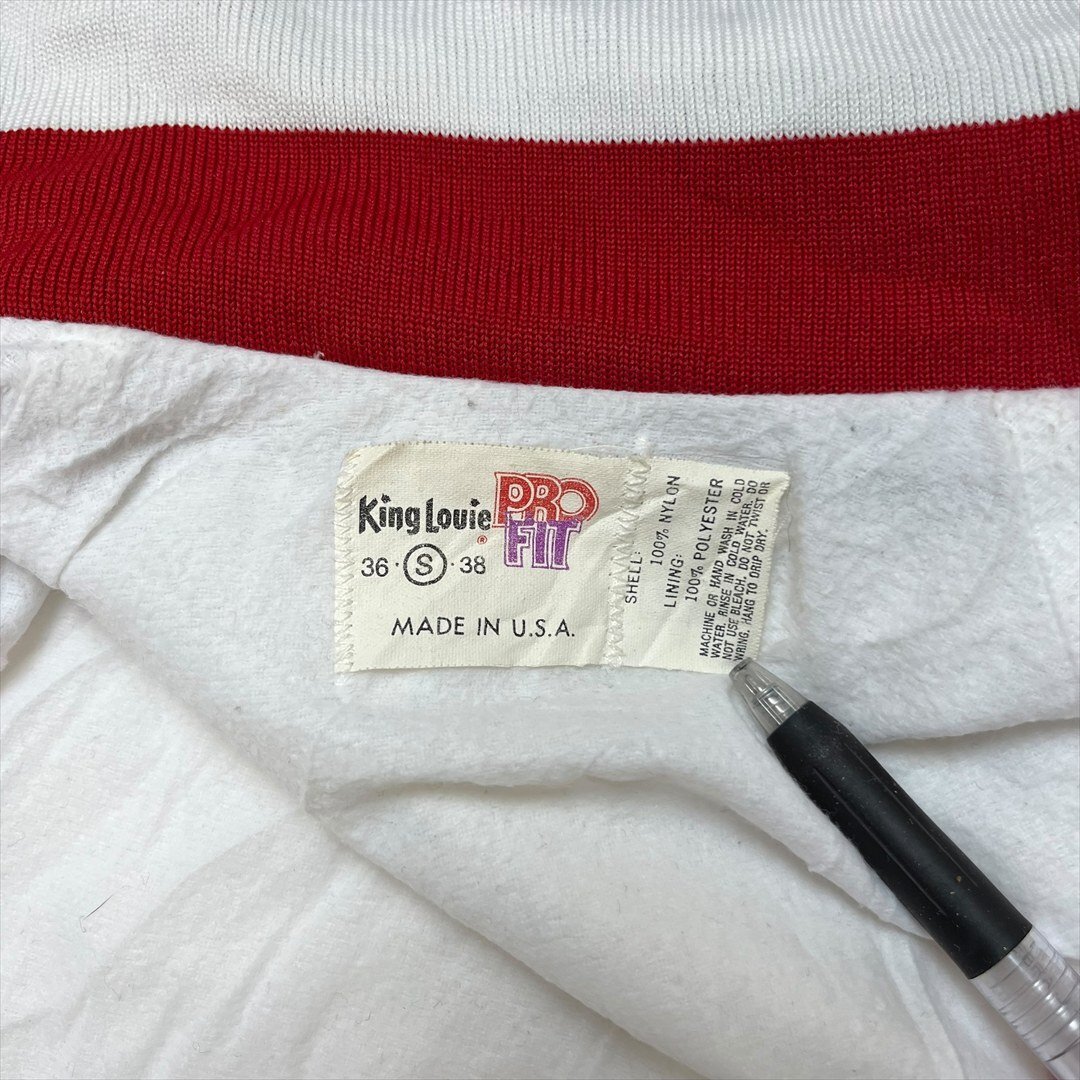 King Louie PRO
® FIT
36 · S · 38
MADE IN U.S.A.
SHELL:
100% NYLON
LINING:
100% POLYESTER
MACHINE OR HAND WASH IN COLD
WATER. RINSE IN COLD WATER. DO
NOT USE BLEACH. DO NOT TWIST OR
WRING. HANG TO DRIP DRY.